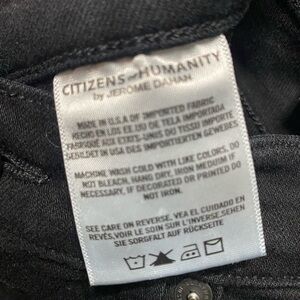 CITIZENS of HUMANITY
by JEROME DAHAN
MADE IN U.S.A OF IMPORTED FABRIC
HECHO EN LOS EE.UU DE TELA IMPORTADA
FABRIQUÉ AUX ETATS-UNIS DU TISSU IMPORTÉ
GEBILDET IN USA DES IMPORTIERTEN GEWEBES
MACHINE WASH COLD WITH LIKE COLORS, DO
NOT BLEACH, HANG DRY, IRON MEDIUM IF
NECESSARY, IF DECORATED OR PRINTED DO
NOT IRON.
SEE CARE ON REVERSE. VEA EL CUIDADO EN
REVÉS. VOIR LE SOIN SUR L'INVERSE. SEHEN
SIE SORGFALT AUF RÜCKSEITE